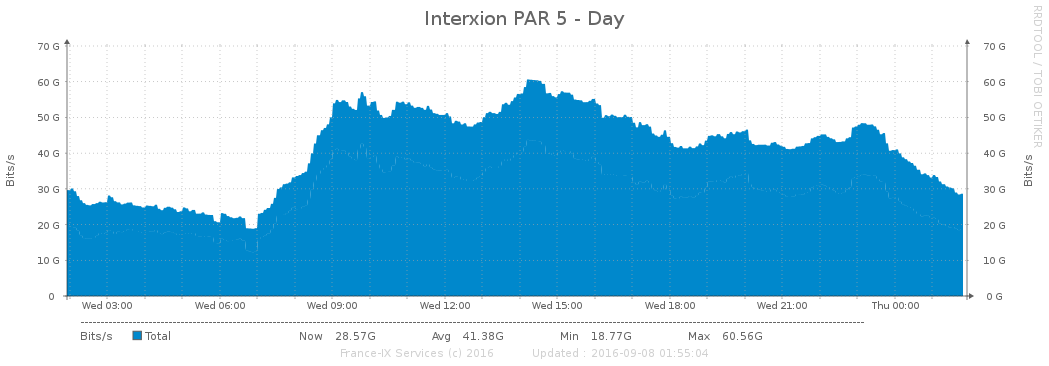 Interxion PAR 5 - Day
RRDTOOL / TOBI OETIKER
70 G 70 G
60 G 60 G
50 G 50 G
40 G 40 G
30 G 30 G
20 G 20 G
10 G 10 G
0 0 G
Bits/s Bits/s
Wed 03:00 Wed 06:00 Wed 09:00 Wed 12:00 Wed 15:00 Wed 18:00 Wed 21:00 Thu 00:00
Bits/s Total Now 28.57G Avg 41.38G Min 18.77G Max 60.56G
France-IX Services (c) 2016 Updated : 2016-09-08 01:55:04